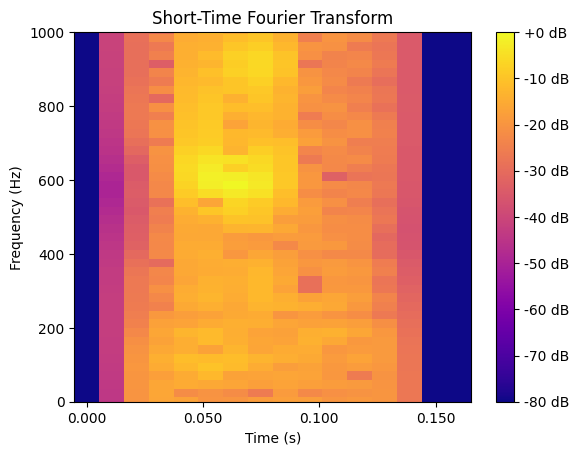 Short-Time Fourier Transform
1000
800
600
400
200
0
Frequency (Hz)
0.000
0.050
0.100
0.150
Time (s)
+0 dB
-10 dB
-20 dB
-30 dB
-40 dB
-50 dB
-60 dB
-70 dB
-80 dB